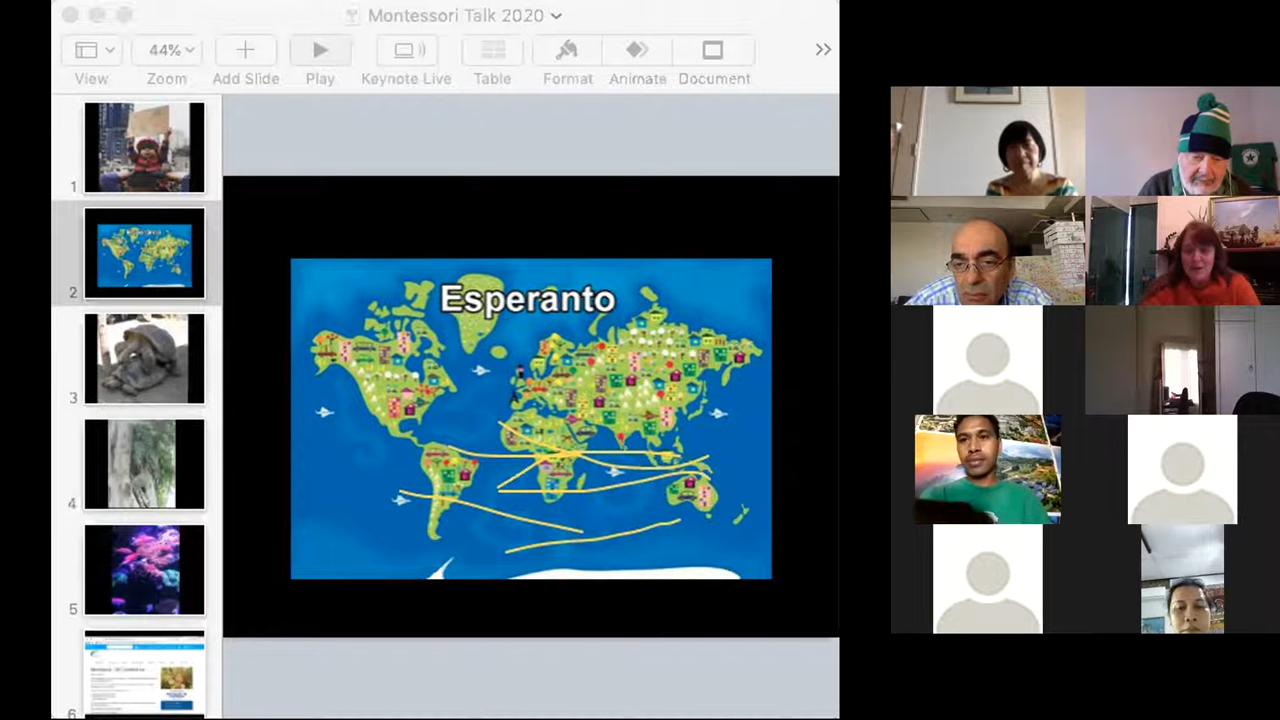 Montessori Talk 2020
44%
View
Zoom
Add Slide
Play
Keynote Live
Table
Format
Animate
Document
1
2
3
4
5
6
Esperanto